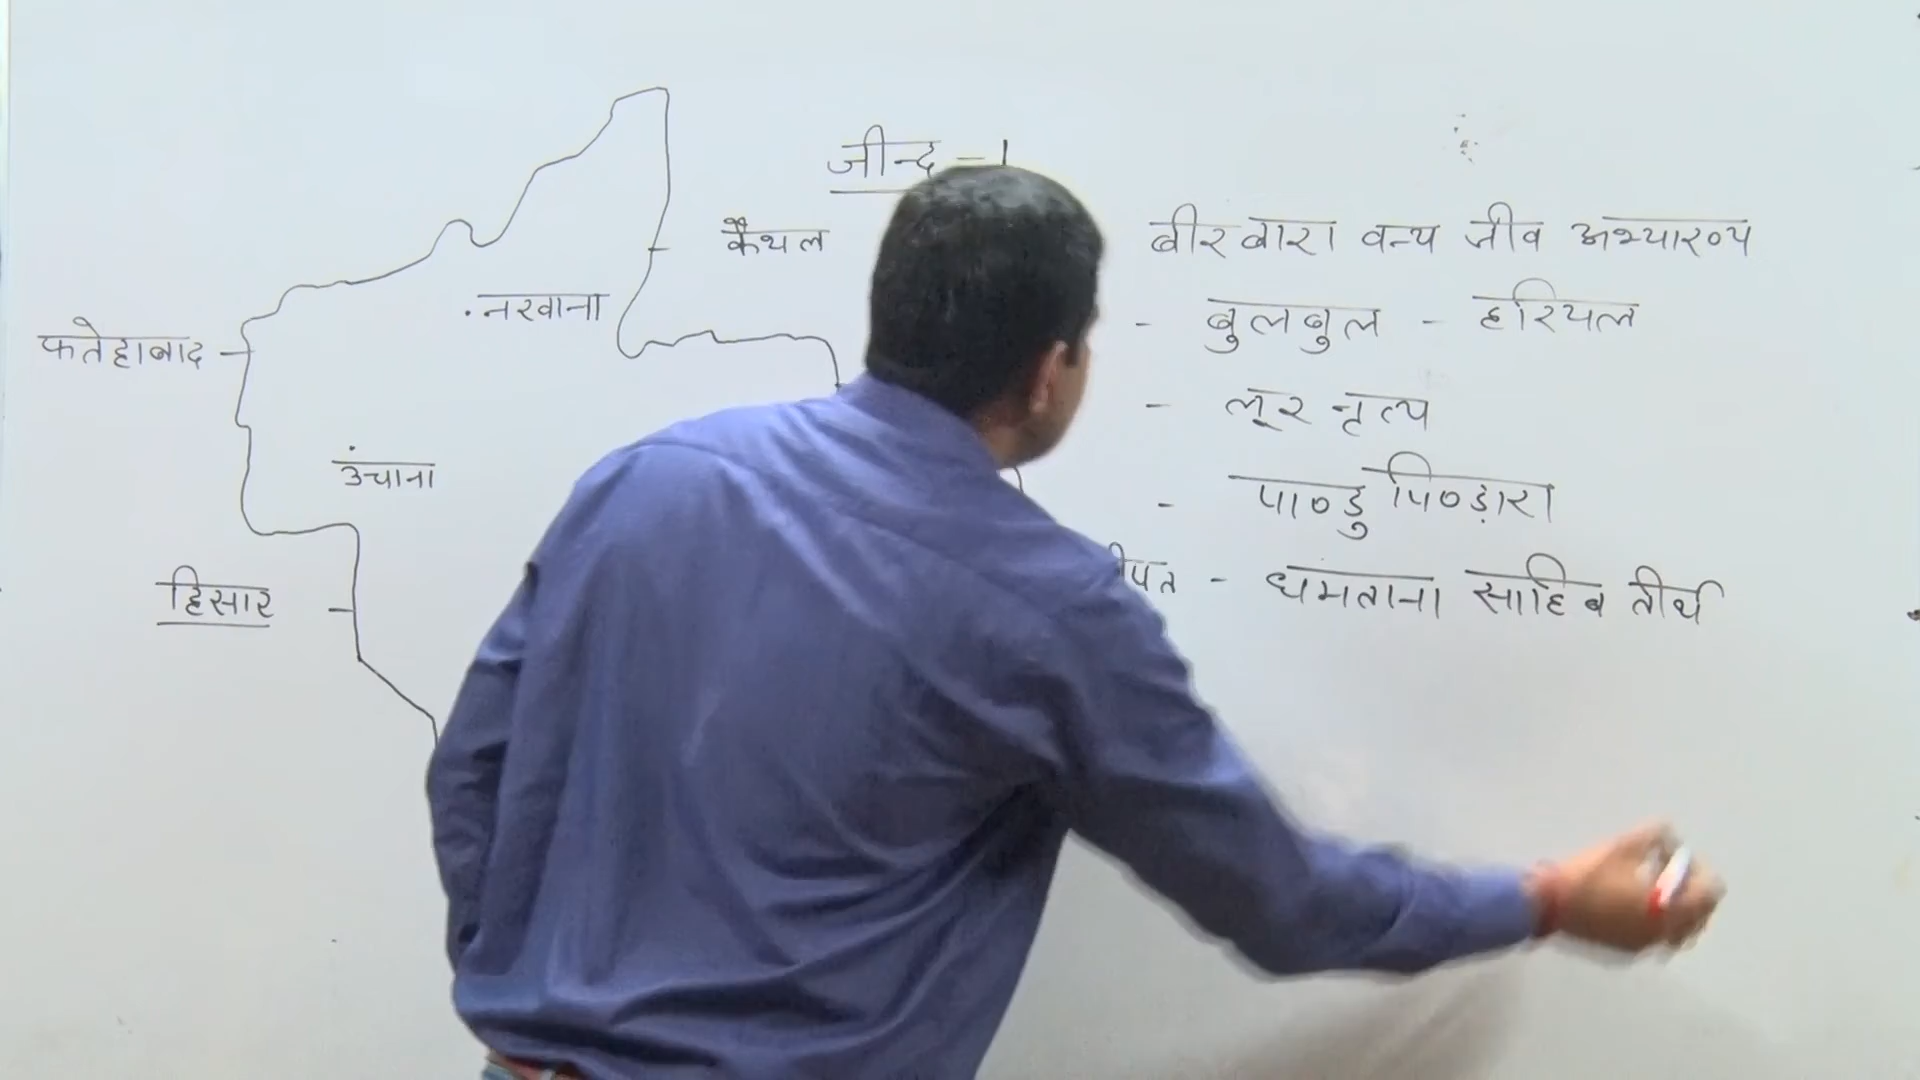 जीन्द - 1
कैथल
बीरबारा वन्य जीव अभ्यारण्य
. नरवाना
- बुलबुल - हरियल
फतेहाबाद
- लूर नृत्य
उंचाना
- पाण्डु पिण्डारा
- धमताना साहिब तीर्थ
हिसार